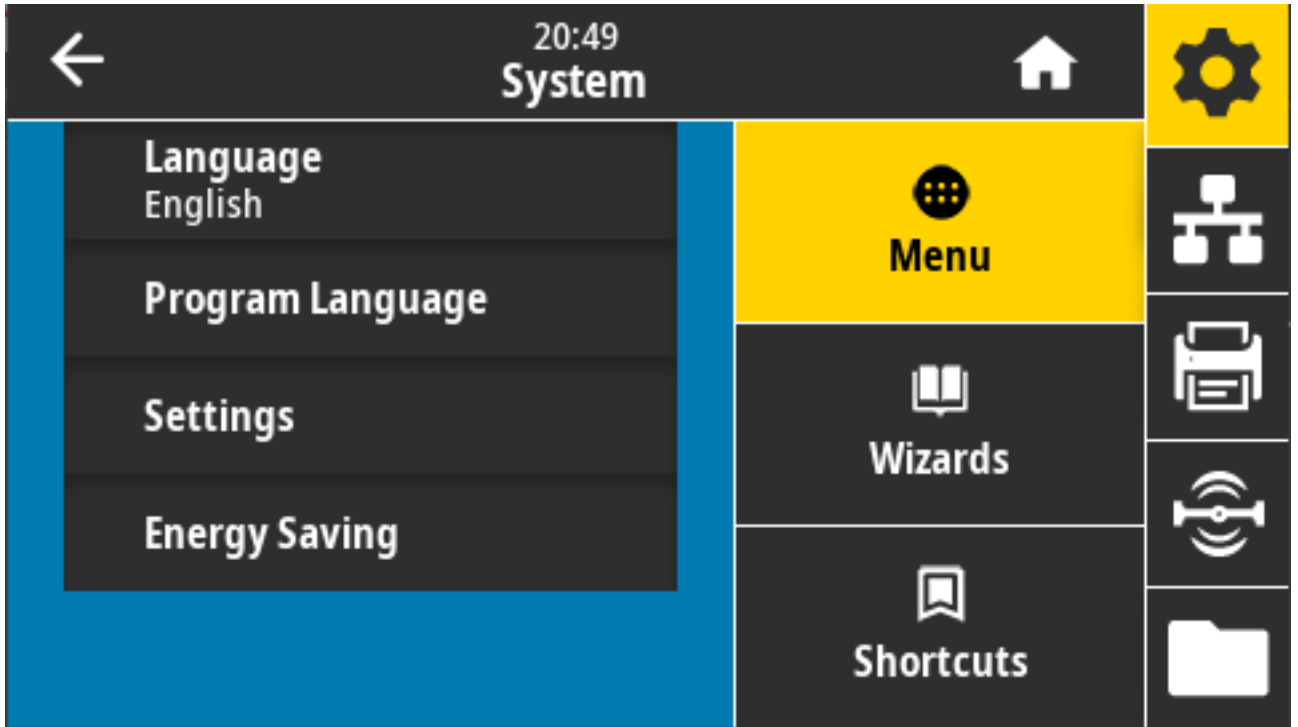 20:49
System
Language
English
Program Language
Settings
Energy Saving
Menu
Wizards
Shortcuts